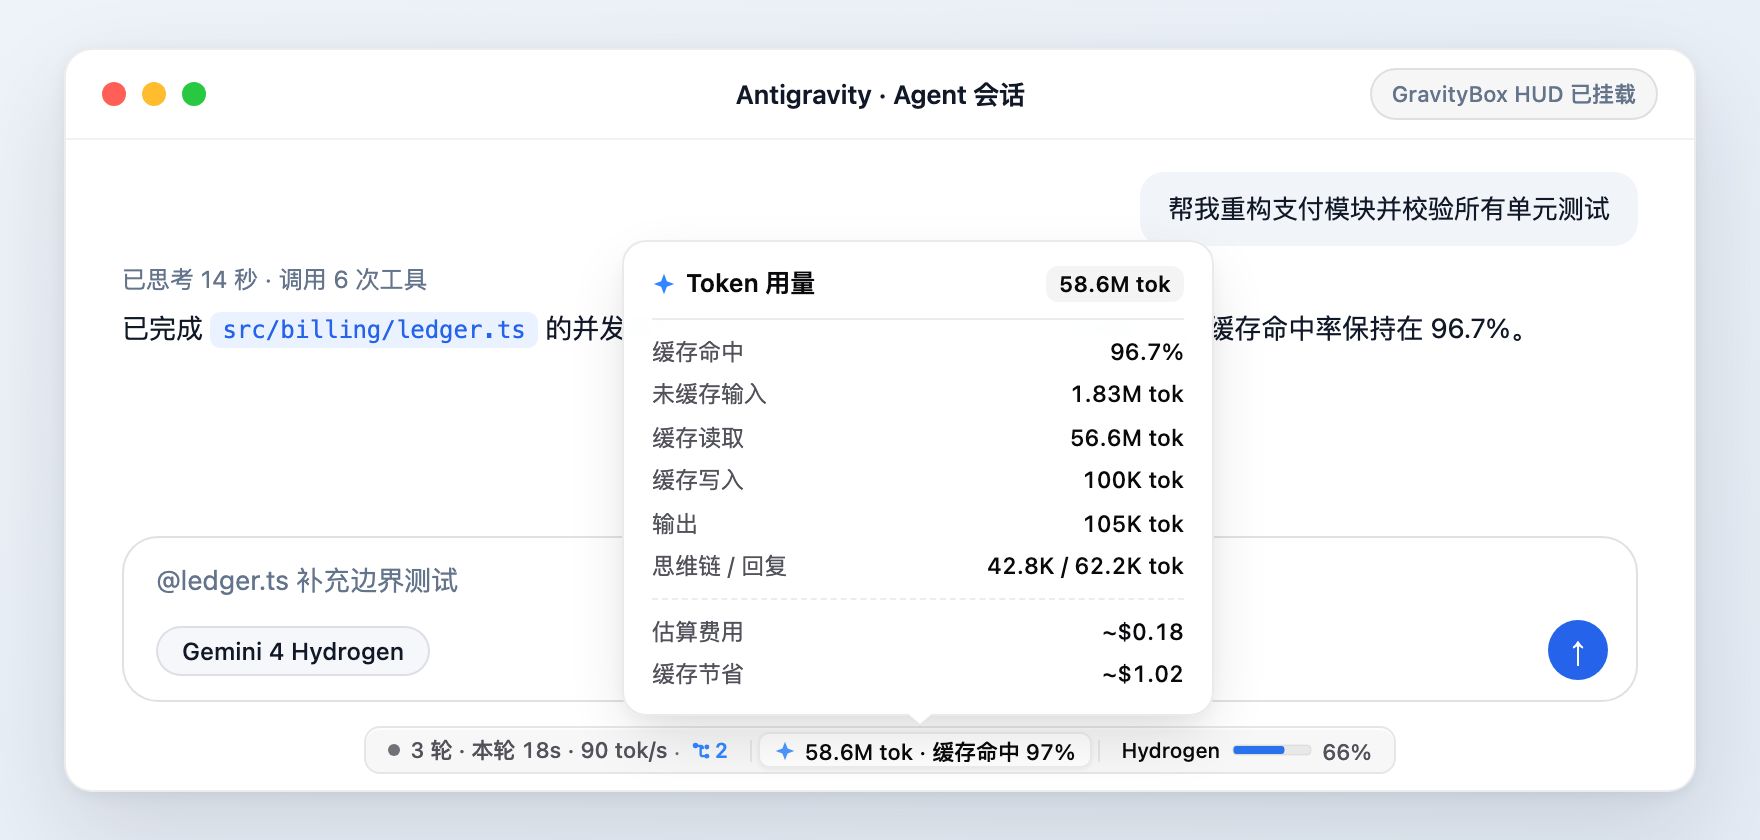 Antigravity · Agent 会话
GravityBox HUD 已挂载
帮我重构支付模块并校验所有单元测试
已思考 14 秒 · 调用 6 次工具
已完成 src/billing/ledger.ts 的并发
缓存命中率保持在 96.7%。
Token 用量 58.6M tok
缓存命中 96.7%
未缓存输入 1.83M tok
缓存读取 56.6M tok
缓存写入 100K tok
输出 105K tok
思维链 / 回复 42.8K / 62.2K tok
估算费用 ~$0.18
缓存节省 ~$1.02
@ledger.ts 补充边界测试
Gemini 4 Hydrogen
↑
3 轮 · 本轮 18s · 90 tok/s · 2
58.6M tok · 缓存命中 97%
Hydrogen 66%